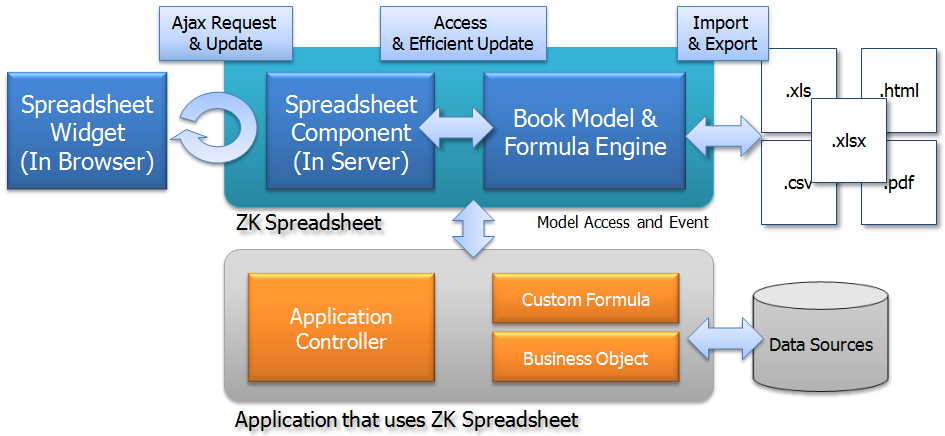 Ajax Request
& Update
Access
& Efficient Update
Import
& Export
Spreadsheet
Widget
(In Browser)
Spreadsheet
Component
(In Server)
Book Model &
Formula Engine
.xls
.html
.xlsx
.csv
.pdf
ZK Spreadsheet
Model Access and Event
Application
Controller
Custom Formula
Business Object
Data Sources
Application that uses ZK Spreadsheet